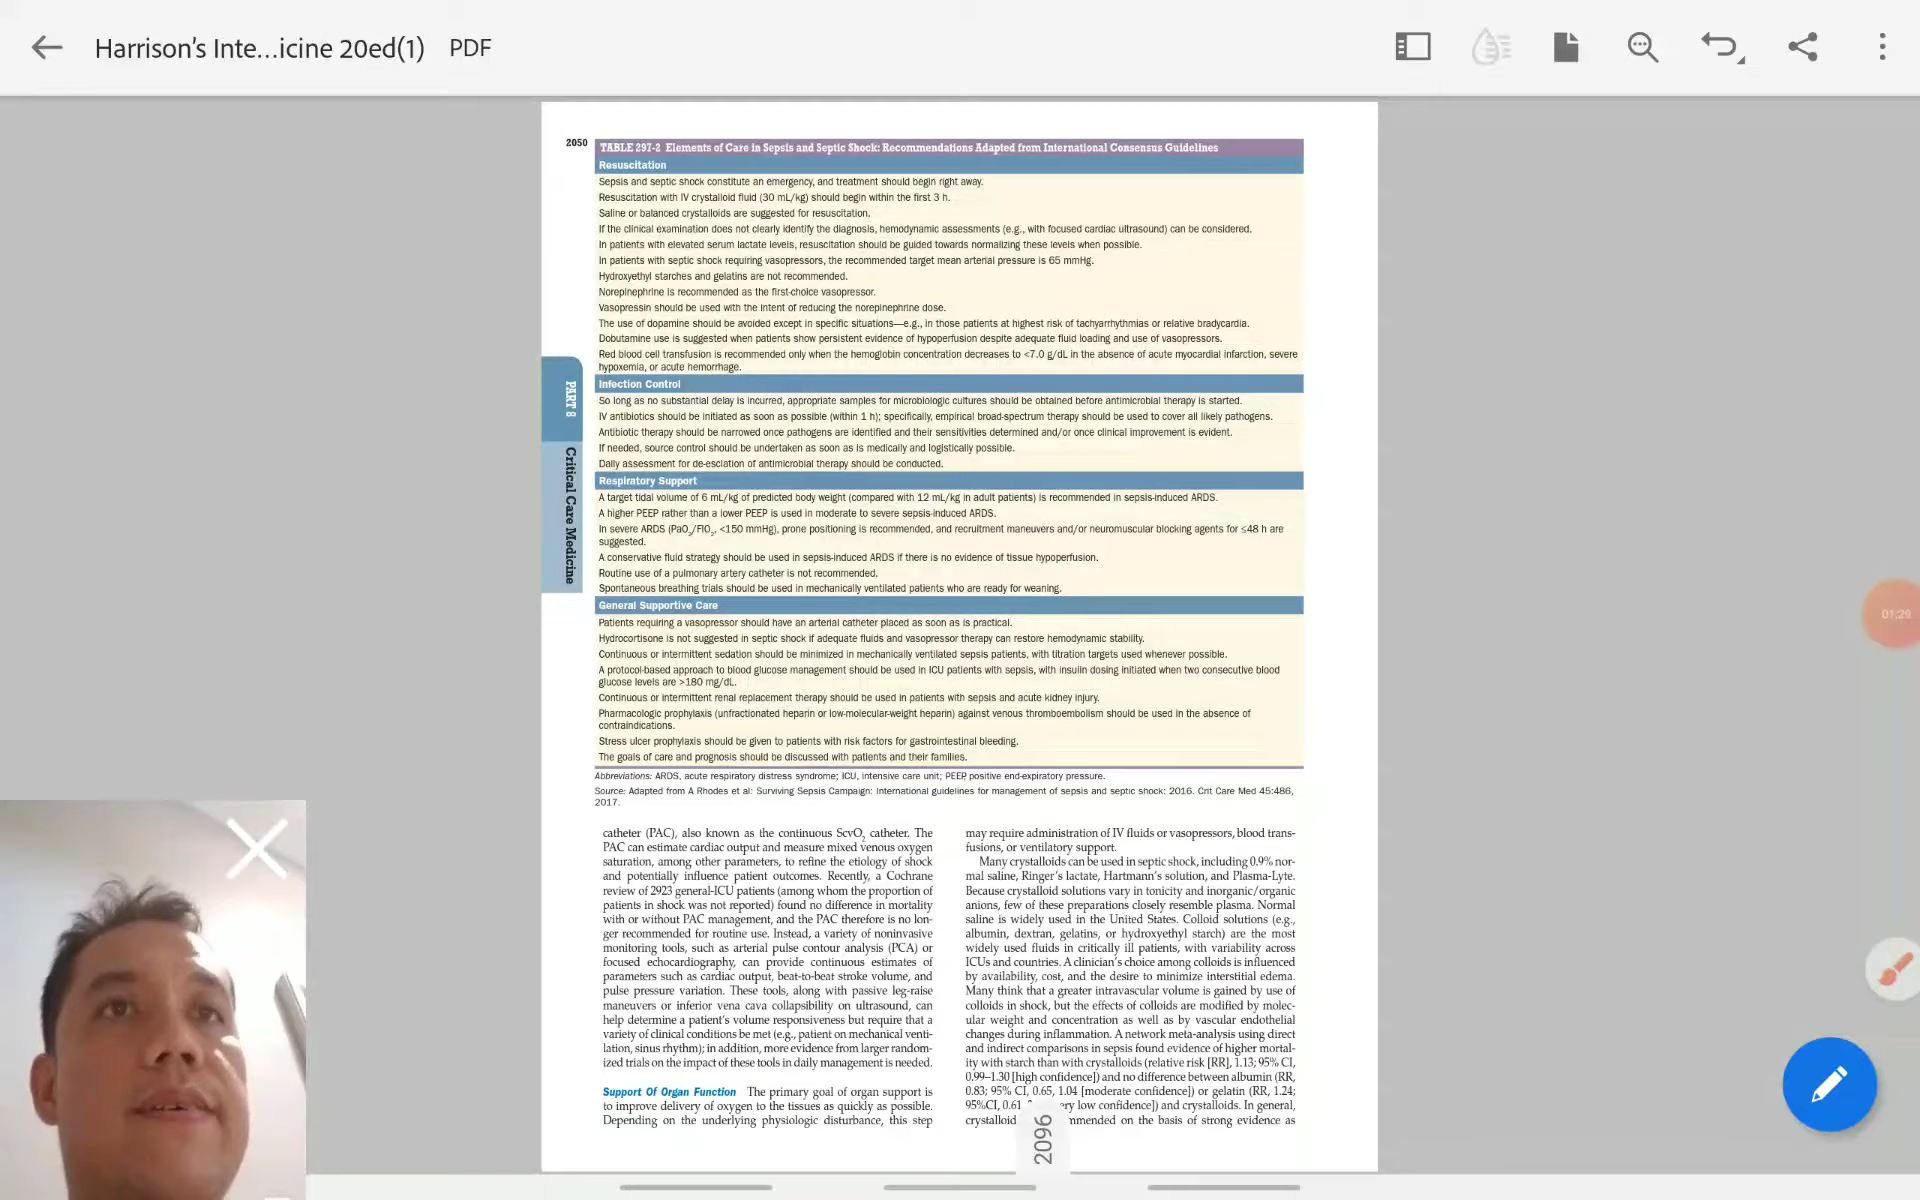 Harrison's Inte...icine 20ed(1) PDF
2050
TABLE 297-2 Elements of Care in Sepsis and Septic Shock: Recommendations Adapted from International Consensus Guidelines
Resuscitation
Sepsis and septic shock constitute an emergency, and treatment should begin right away.
Resuscitation with IV crystalloid fluid (30 mL/kg) should begin within the first 3 h.
Saline or balanced crystalloids are suggested for resuscitation.
If the clinical examination does not clearly identify the diagnosis, hemodynamic assessments (e.g., with focused cardiac ultrasound) can be considered.
In patients with elevated serum lactate levels, resuscitation should be guided towards normalizing these levels when possible.
In patients with septic shock requiring vasopressors, the recommended target mean arterial pressure is 65 mmHg.
Hydroxyethyl starches and gelatins are not recommended.
Norepinephrine is recommended as the first-choice vasopressor.
Vasopressin should be used with the intent of reducing the norepinephrine dose.
The use of dopamine should be avoided except in specific situations—e.g., in those patients at highest risk of tachyarrhythmias or relative bradycardia.
Dobutamine use is suggested when patients show persistent evidence of hypoperfusion despite adequate fluid loading and use of vasopressors.
Red blood cell transfusion is recommended only when the hemoglobin concentration decreases to <7.0 g/dL in the absence of acute myocardial infarction, severe
hypoxemia, or acute hemorrhage.
Infection Control
So long as no substantial delay is incurred, appropriate samples for microbiologic cultures should be obtained before antimicrobial therapy is started.
IV antibiotics should be initiated as soon as possible (within 1 h); specifically, empirical broad-spectrum therapy should be used to cover all likely pathogens.
Antibiotic therapy should be narrowed once pathogens are identified and their sensitivities determined and/or once clinical improvement is evident.
If needed, source control should be undertaken as soon as is medically and logistically possible.
Daily assessment for de-esclation of antimicrobial therapy should be conducted.
Respiratory Support
A target tidal volume of 6 mL/kg of predicted body weight (compared with 12 mL/kg in adult patients) is recommended in sepsis-induced ARDS.
A higher PEEP rather than a lower PEEP is used in moderate to severe sepsis-induced ARDS.
In severe ARDS (PaO2/FIO2, <150 mmHg), prone positioning is recommended, and recruitment maneuvers and/or neuromuscular blocking agents for ≤48 h are
suggested.
A conservative fluid strategy should be used in sepsis-induced ARDS if there is no evidence of tissue hypoperfusion.
Routine use of a pulmonary artery catheter is not recommended.
Spontaneous breathing trials should be used in mechanically ventilated patients who are ready for weaning.
General Supportive Care
Patients requiring a vasopressor should have an arterial catheter placed as soon as is practical.
Hydrocortisone is not suggested in septic shock if adequate fluids and vasopressor therapy can restore hemodynamic stability.
Continuous or intermittent sedation should be minimized in mechanically ventilated sepsis patients, with titration targets used whenever possible.
A protocol-based approach to blood glucose management should be used in ICU patients with sepsis, with insulin dosing initiated when two consecutive blood
glucose levels are >180 mg/dL.
Continuous or intermittent renal replacement therapy should be used in patients with sepsis and acute kidney injury.
Pharmacologic prophylaxis (unfractionated heparin or low-molecular-weight heparin) against venous thromboembolism should be used in the absence of
contraindications.
Stress ulcer prophylaxis should be given to patients with risk factors for gastrointestinal bleeding.
The goals of care and prognosis should be discussed with patients and their families.
Abbreviations: ARDS, acute respiratory distress syndrome; ICU, intensive care unit; PEEP, positive end-expiratory pressure.
Source: Adapted from A Rhodes et al: Surviving Sepsis Campaign: International guidelines for management of sepsis and septic shock: 2016. Crit Care Med 45:486,
2017.
PART 8
Critical Care Medicine
catheter (PAC), also known as the continuous ScvO2 catheter. The
PAC can estimate cardiac output and measure mixed venous oxygen
saturation, among other parameters, to refine the etiology of shock
and potentially influence patient outcomes. Recently, a Cochrane
review of 2923 general-ICU patients (among whom the proportion of
patients in shock was not reported) found no difference in mortality
with or without PAC management, and the PAC therefore is no lon-
ger recommended for routine use. Instead, a variety of noninvasive
monitoring tools, such as arterial pulse contour analysis (PCA) or
focused echocardiography, can provide continuous estimates of
parameters such as cardiac output, beat-to-beat stroke volume, and
pulse pressure variation. These tools, along with passive leg-raise
maneuvers or inferior vena cava collapsibility on ultrasound, can
help determine a patient's volume responsiveness but require that a
variety of clinical conditions be met (e.g., patient on mechanical venti-
lation, sinus rhythm); in addition, more evidence from larger random-
ized trials on the impact of these tools in daily management is needed.
Support Of Organ Function The primary goal of organ support is
to improve delivery of oxygen to the tissues as quickly as possible.
Depending on the underlying physiologic disturbance, this step
may require administration of IV fluids or vasopressors, blood trans-
fusions, or ventilatory support.
Many crystalloids can be used in septic shock, including 0.9% nor-
mal saline, Ringer's lactate, Hartmann's solution, and Plasma-Lyte.
Because crystalloid solutions vary in tonicity and inorganic/organic
anions, few of these preparations closely resemble plasma. Normal
saline is widely used in the United States. Colloid solutions (e.g.,
albumin, dextran, gelatins, or hydroxyethyl starch) are the most
widely used fluids in critically ill patients, with variability across
ICUs and countries. A clinician's choice among colloids is influenced
by availability, cost, and the desire to minimize interstitial edema.
Many think that a greater intravascular volume is gained by use of
colloids in shock, but the effects of colloids are modified by molec-
ular weight and concentration as well as by vascular endothelial
changes during inflammation. A network meta-analysis using direct
and indirect comparisons in sepsis found evidence of higher mortal-
ity with starch than with crystalloids (relative risk [RR], 1.13; 95% CI,
0.99–1.30 [high confidence]) and no difference between albumin (RR,
0.83; 95% CI, 0.65, 1.04 [moderate confidence]) or gelatin (RR, 1.24;
95%CI, 0.61, ery low confidence]) and crystalloids. In general,
crystalloid mmended on the basis of strong evidence as
2096
01:29